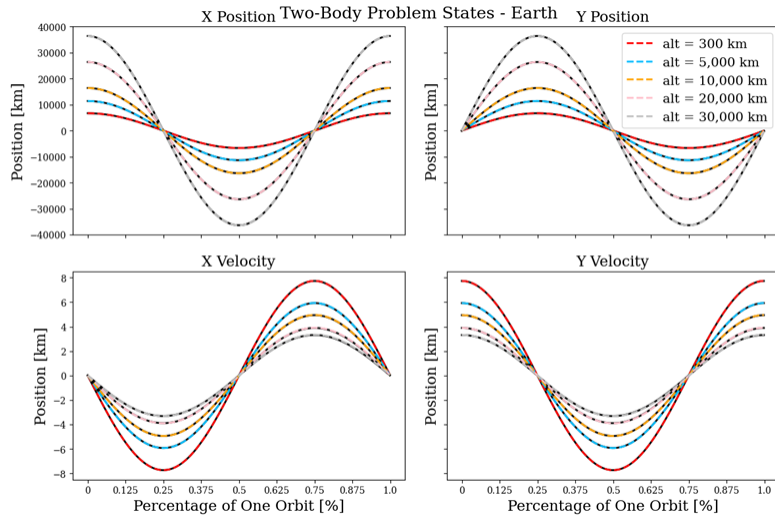 Two-Body Problem States - Earth
X Position
Y Position
Position [km]
40000
30000
20000
10000
0
−10000
−20000
−30000
−40000
Position [km]
alt = 300 km
alt = 5,000 km
alt = 10,000 km
alt = 20,000 km
alt = 30,000 km
X Velocity
Y Velocity
Position [km]
8
6
4
2
0
−2
−4
−6
−8
Position [km]
0 0.125 0.375 0.5 0.625 0.75 0.875 1.0
0 0.125 0.375 0.5 0.625 0.75 0.875 1.0
Percentage of One Orbit [%]
Percentage of One Orbit [%]